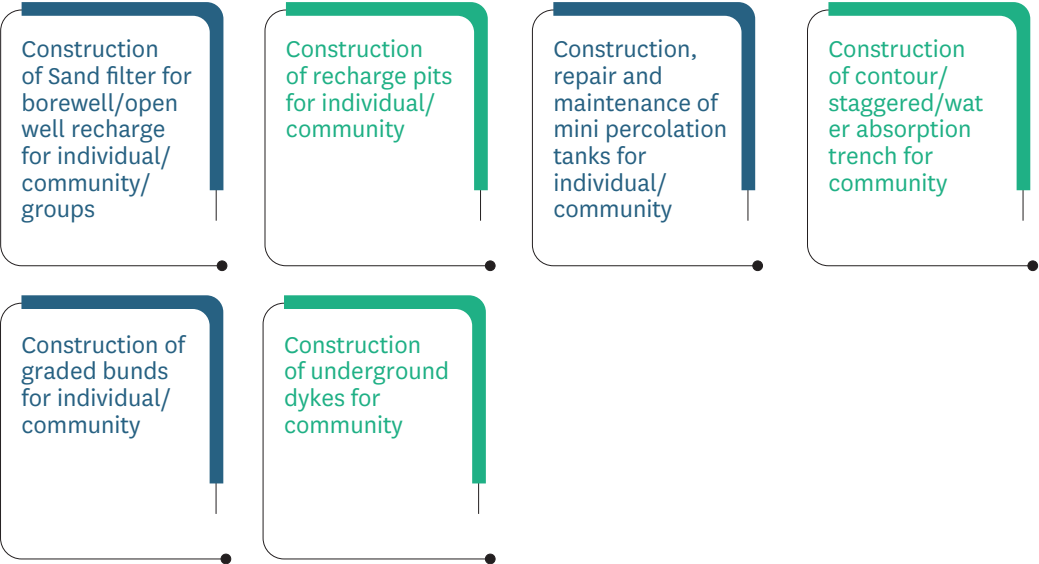 Construction
of Sand filter for
borewell/open
well recharge
for individual/
community/
groups
Construction
of recharge pits
for individual/
community
Construction,
repair and
maintenance of
mini percolation
tanks for
individual/
community
Construction
of contour/
staggered/wat
er absorption
trench for
community
Construction of
graded bunds
for individual/
community
Construction
of underground
dykes for
community